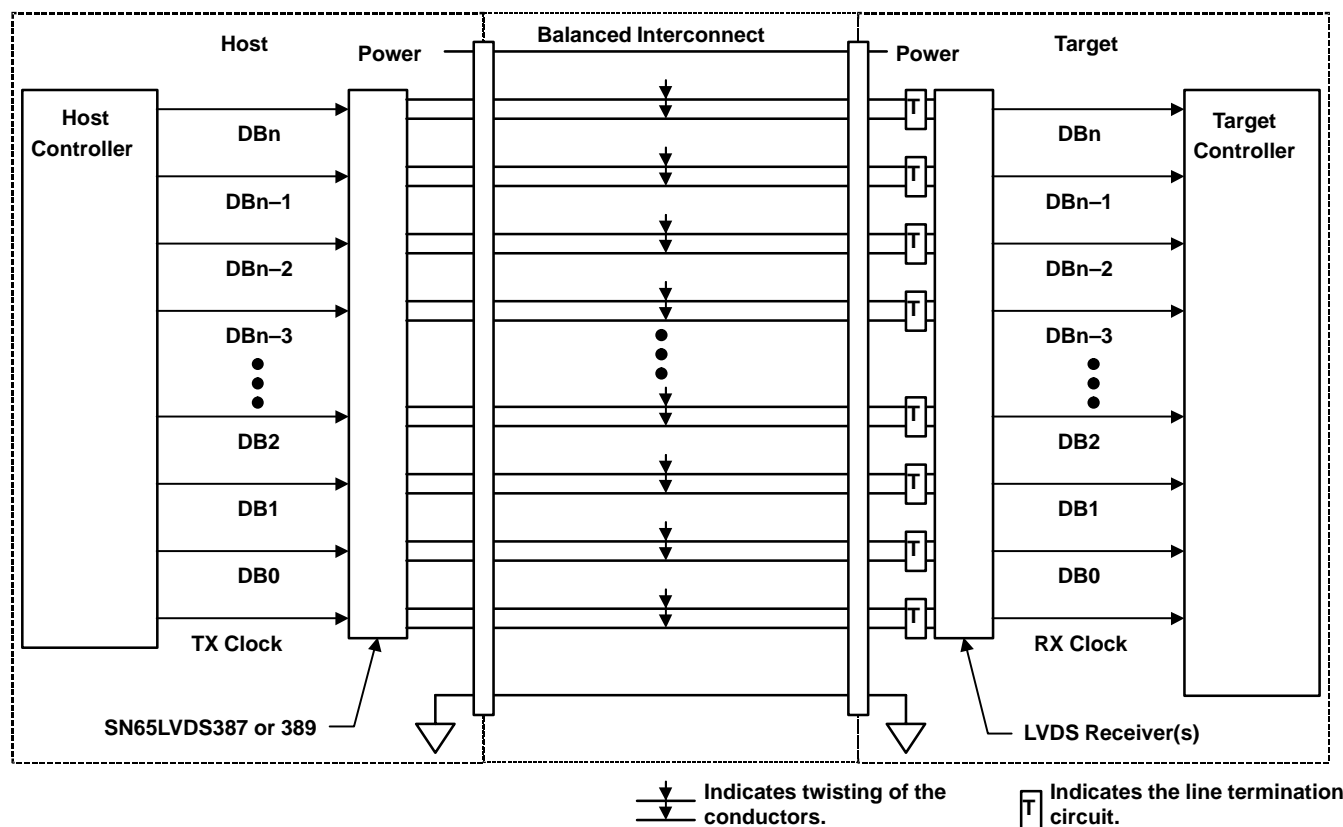 Host
Balanced Interconnect
Target
Power
Power
Host
Controller
Target
Controller
DBn
DBn–1
DBn–2
DBn–3
DB2
DB1
DB0
TX Clock
T
T
T
T
T
T
T
T
DBn
DBn–1
DBn–2
DBn–3
DB2
DB1
DB0
RX Clock
SN65LVDS387 or 389
LVDS Receiver(s)
Indicates twisting of the
conductors.
T
Indicates the line termination
circuit.